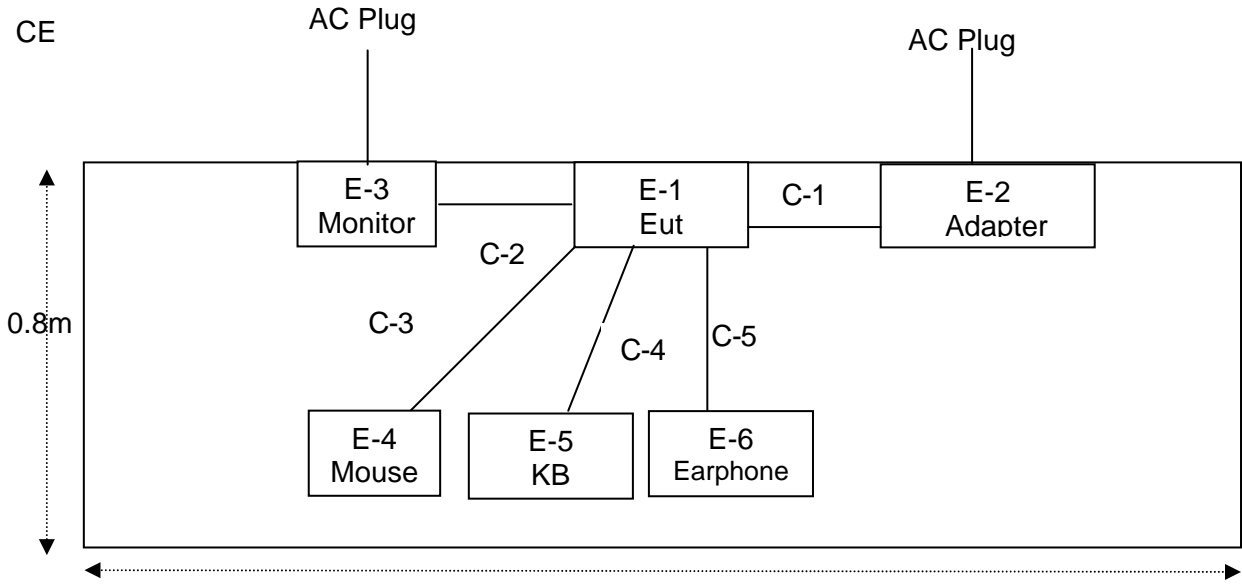 CE
AC Plug
AC Plug
E-3
Monitor
E-1
Eut
C-1
E-2
Adapter
C-2
0.8m
C-3
C-4
C-5
E-4
Mouse
E-5
KB
E-6
Earphone